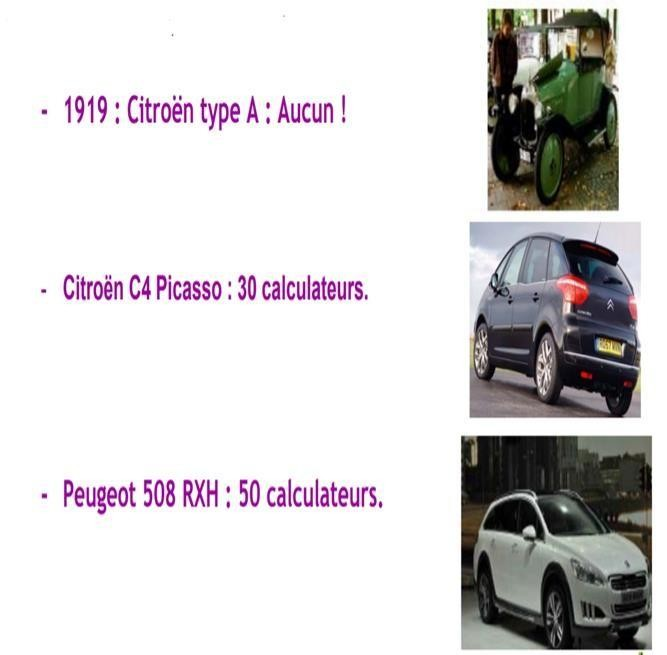 - 1919 : Citroën type A : Aucun !
- Citroën C4 Picasso : 30 calculateurs.
- Peugeot 508 RXH : 50 calculateurs.